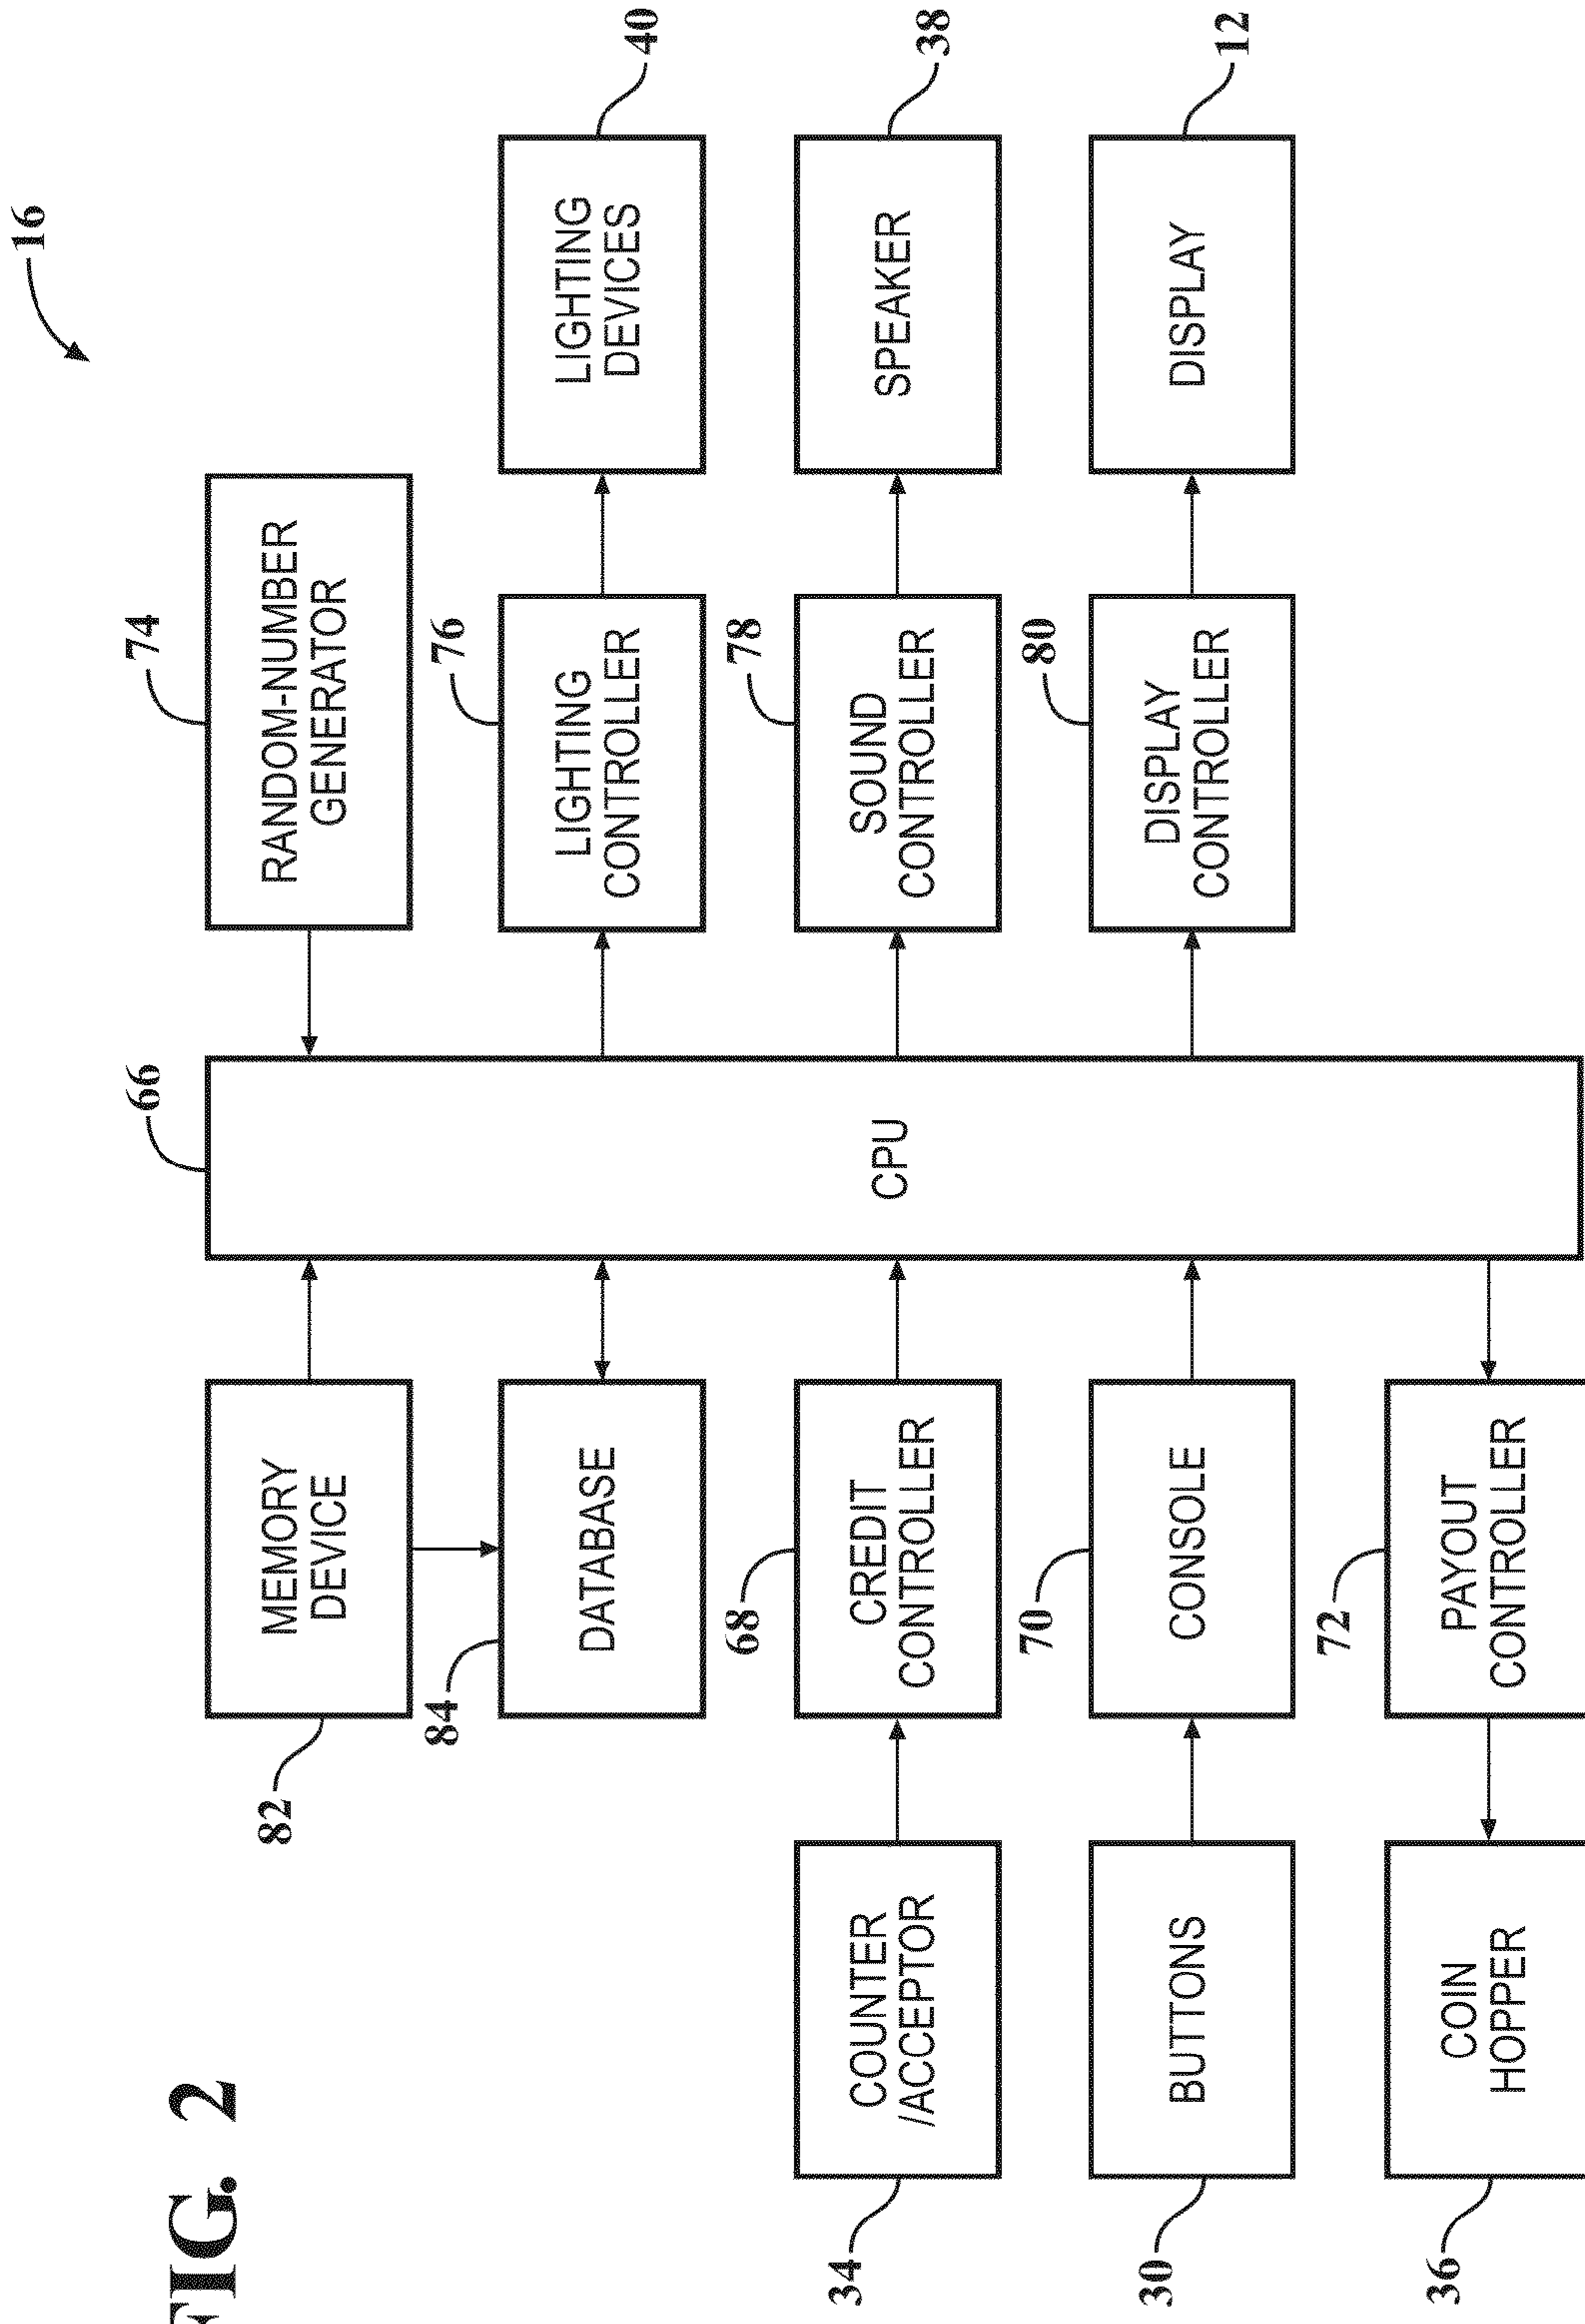 FIG. 2
16
82
MEMORY
DEVICE
66
74
RANDOM-NUMBER
GENERATOR
84
DATABASE
76
LIGHTING
CONTROLLER
LIGHTING
DEVICES
40
34
COUNTER
/ACCEPTOR
68
CREDIT
CONTROLLER
CPU
78
SOUND
CONTROLLER
SPEAKER
38
30
BUTTONS
70
CONSOLE
80
DISPLAY
CONTROLLER
DISPLAY
12
36
COIN
HOPPER
72
PAYOUT
CONTROLLER